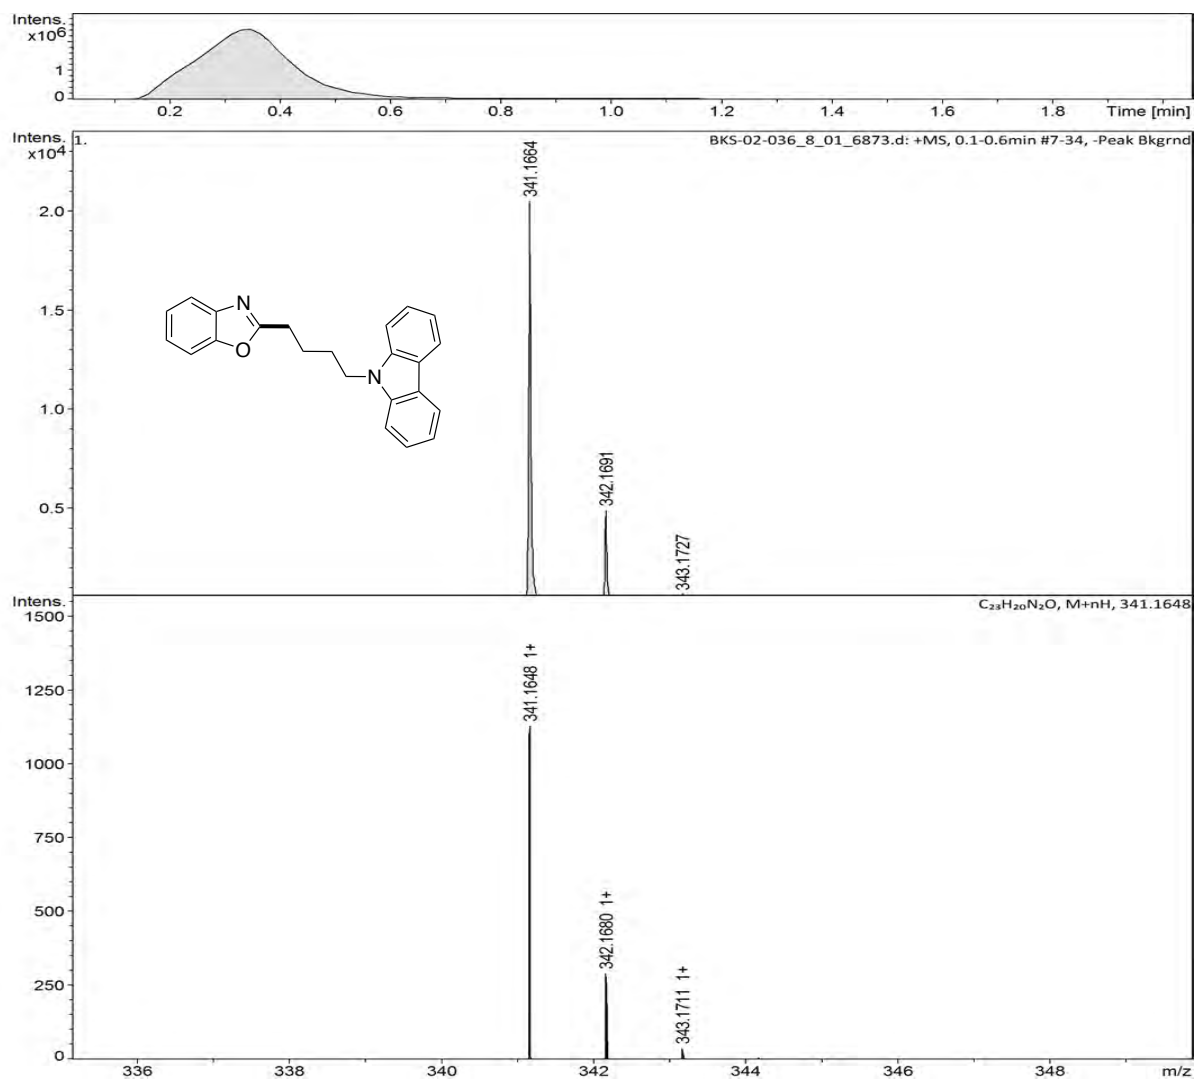 Intens.
x10⁶
1
0
0.2 0.4 0.6 0.8 1.0 1.2 1.4 1.6 1.8 Time [min]
Intens. 1.
x10⁴
BKS-02-036_8_01_6873.d: +MS, 0.1-0.6min #7-34, -Peak Bkgrnd
341.1664
2.0
N
O
N
1.5
1.0
342.1691
0.5
343.1727
Intens.
C₂₃H₂₀N₂O, M+nH, 341.1648
1500
341.1648 1+
1250
1000
750
500
342.1680 1+
250
343.1711 1+
0
336 338 340 342 344 346 348 m/z